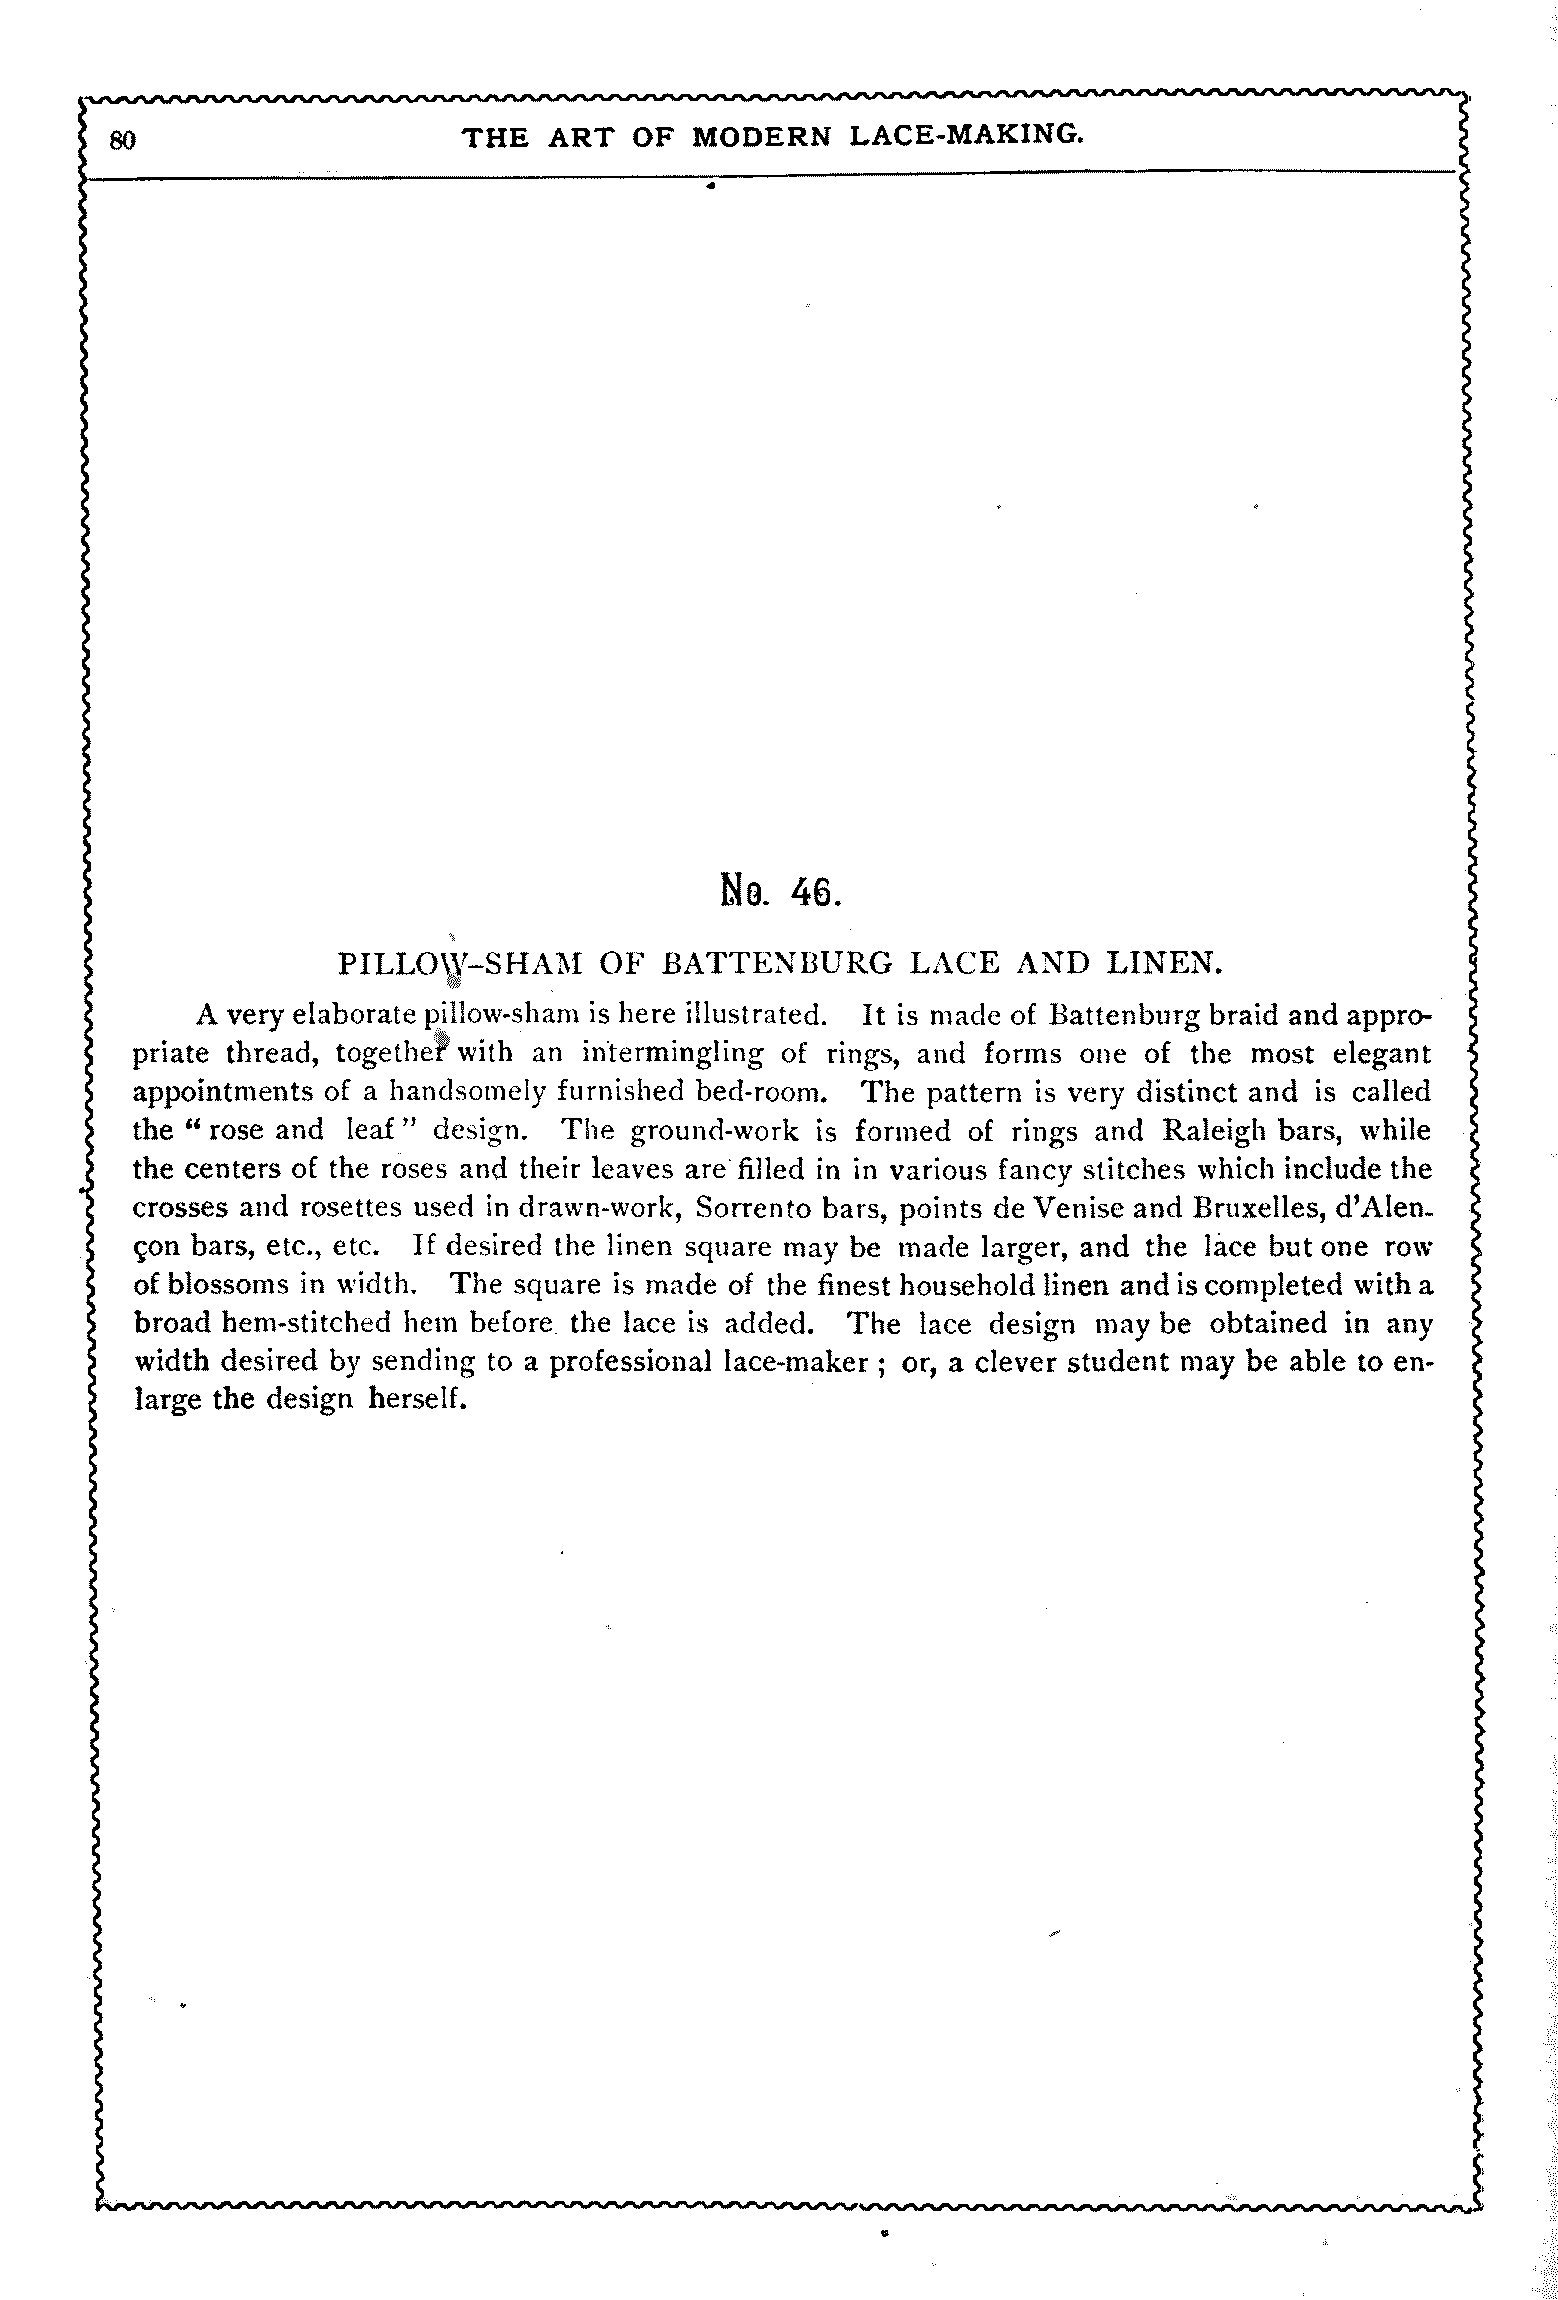 80 THE ART OF MODERN LACE-MAKING.
No. 46.
PILLOW-SHAM OF BATTENBURG LACE AND LINEN.
A very elaborate pillow-sham is here illustrated. It is made of Battenburg braid and appro-
priate thread, together with an intermingling of rings, and forms one of the most elegant
appointments of a handsomely furnished bed-room. The pattern is very distinct and is called
the “ rose and leaf ” design. The ground-work is formed of rings and Raleigh bars, while
the centers of the roses and their leaves are filled in in various fancy stitches which include the
crosses and rosettes used in drawn-work, Sorrento bars, points de Venise and Bruxelles, d’Alen-
çon bars, etc., etc. If desired the linen square may be made larger, and the lace but one row
of blossoms in width. The square is made of the finest household linen and is completed with a
broad hem-stitched hem before the lace is added. The lace design may be obtained in any
width desired by sending to a professional lace-maker ; or, a clever student may be able to en-
large the design herself.